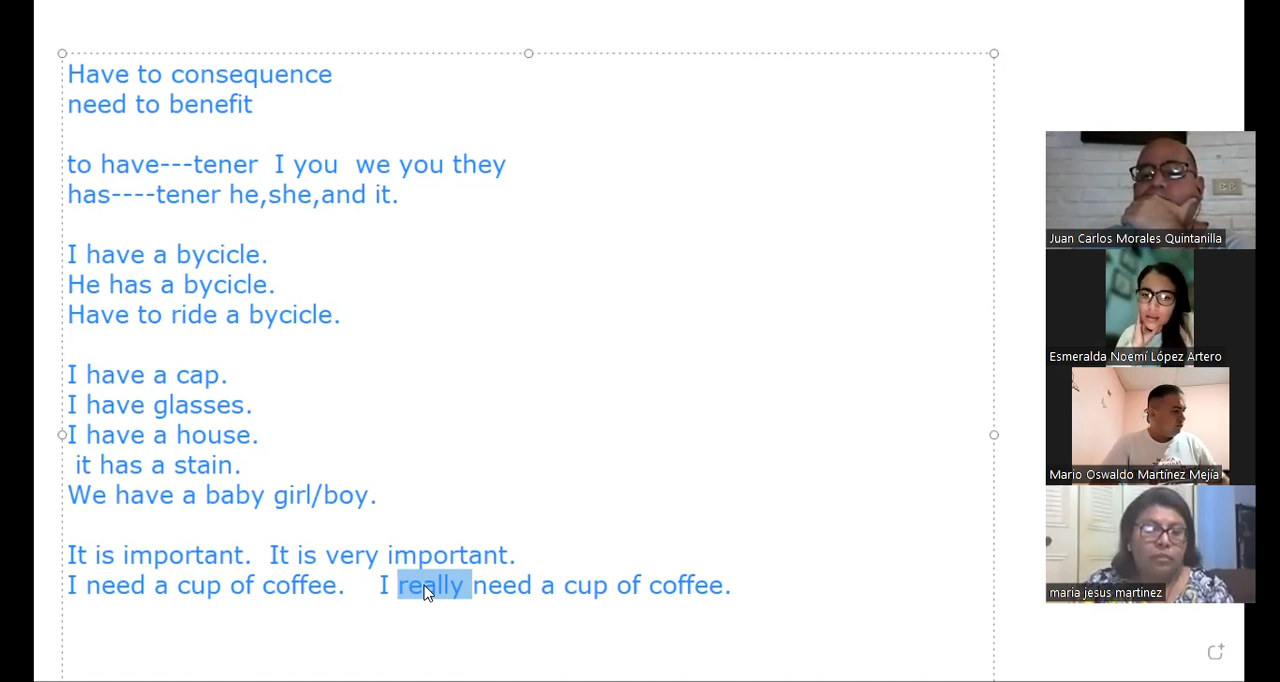 Have to consequence
need to benefit
to have---tener I you we you they
has----tener he,she,and it.
I have a bycicle.
He has a bycicle.
Have to ride a bycicle.
I have a cap.
I have glasses.
I have a house.
it has a stain.
We have a baby girl/boy.
It is important. It is very important.
I need a cup of coffee. I really need a cup of coffee.
Juan Carlos Morales Quintanilla
Esmeralda Noemí López Artero
Mario Oswaldo Martínez Mejía
maria jesus martinez